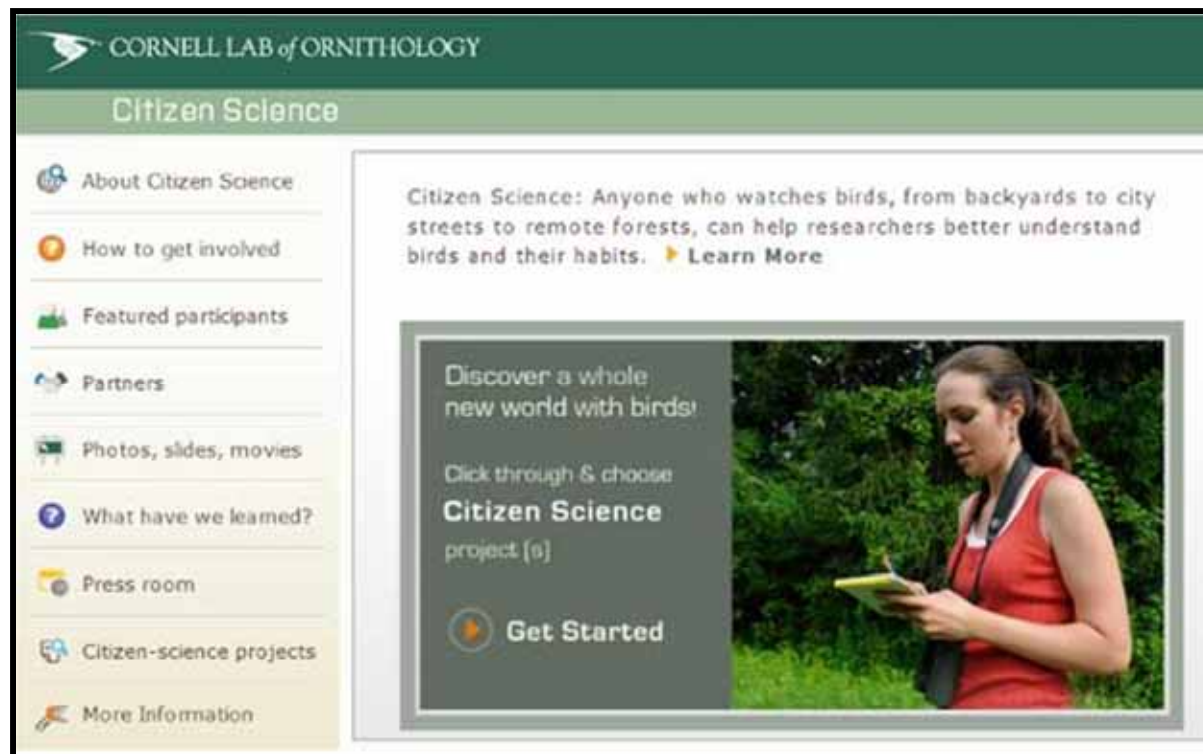 CORNELL LAB of ORNITHOLOGY
Citizen Science
About Citizen Science
How to get involved
Featured participants
Partners
Photos, slides, movies
What have we learned?
Press room
Citizen-science projects
More Information
Citizen Science: Anyone who watches birds, from backyards to city
streets to remote forests, can help researchers better understand
birds and their habits. Learn More
Discover a whole
new world with birds!
Click through & choose
Citizen Science
project (s)
Get Started